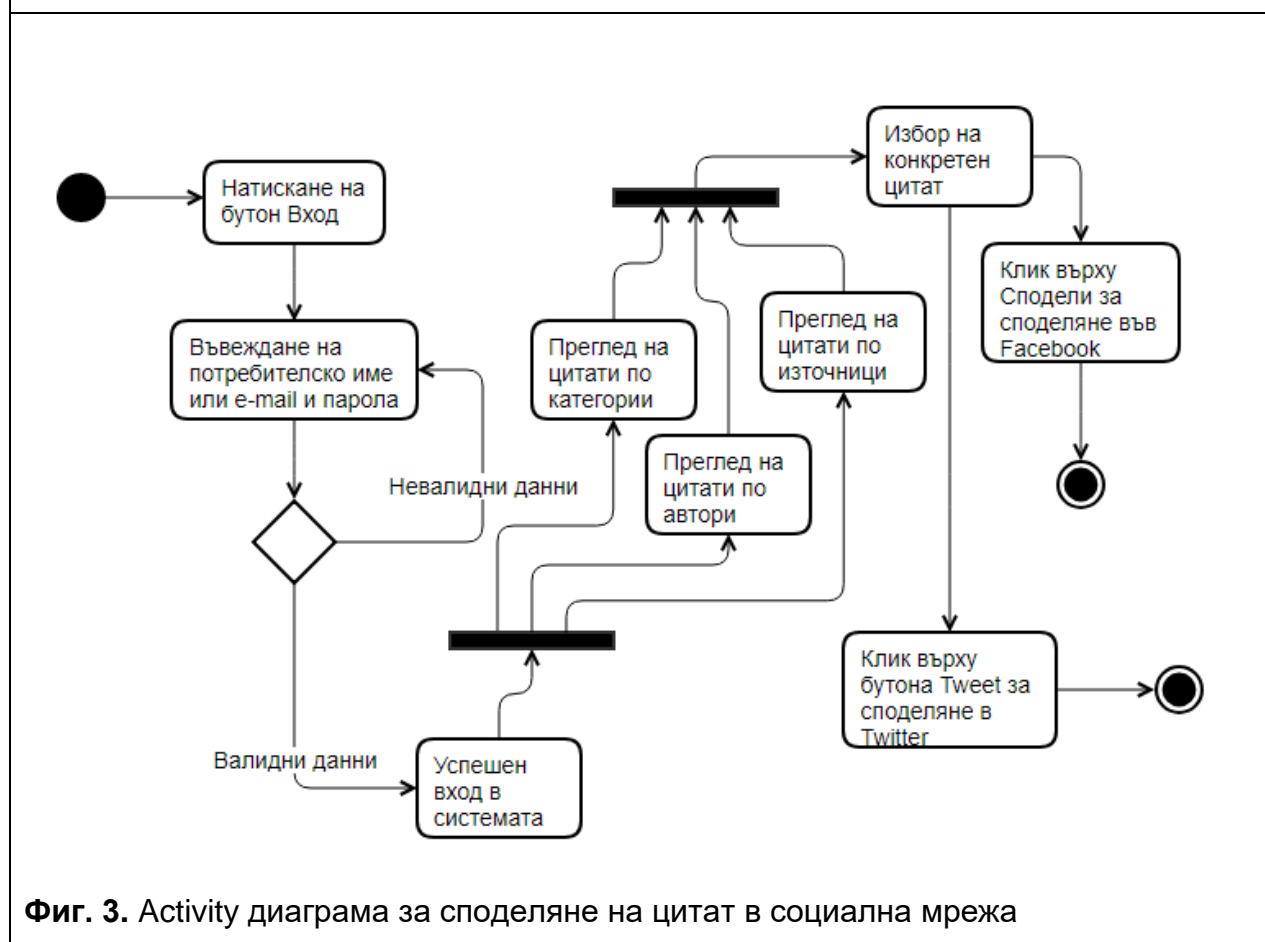 Натискане на
бутон Вход
Въвеждане на
потребителско име
или e-mail и парола
Невалидни данни
Валидни данни
Успешен
вход в
системата
Преглед на
цитати по
категории
Преглед на
цитати по
автори
Преглед на
цитати по
източници
Избор на
конкретен
цитат
Клик върху
Сподели за
споделяне във
Facebook
Клик върху
бутона Tweet за
споделяне в
Twitter
Фиг. 3. Activity диаграма за споделяне на цитат в социална мрежа